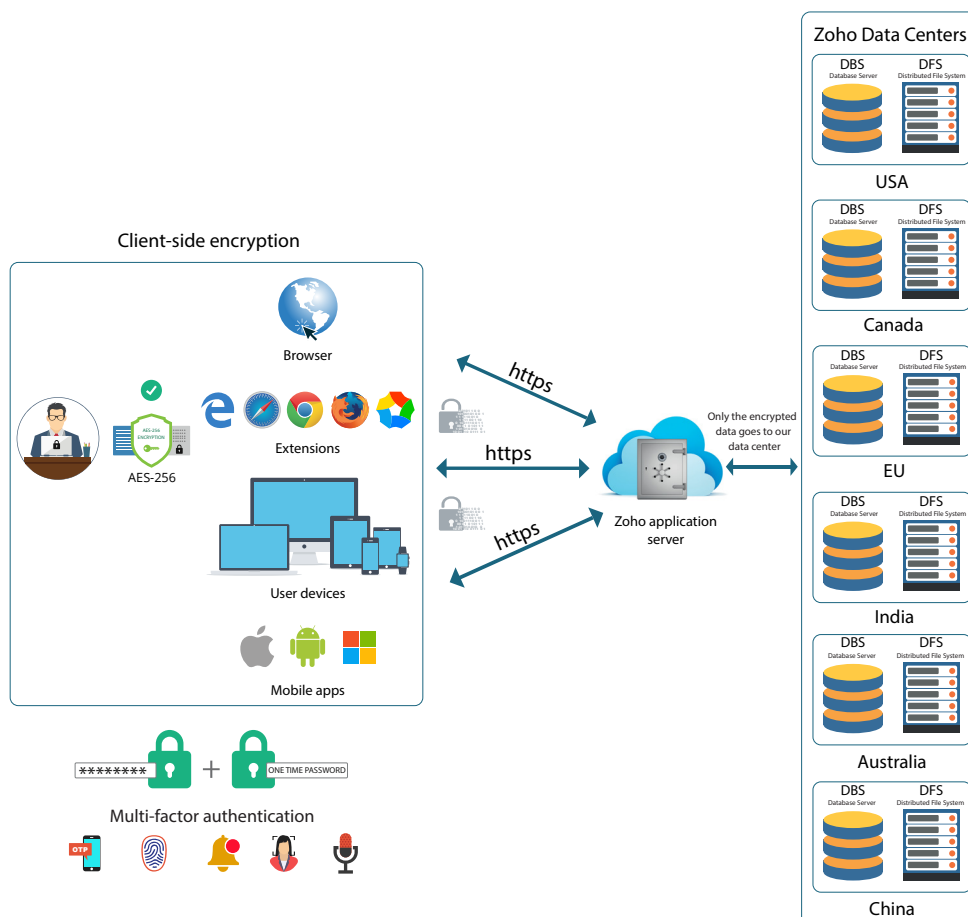 Client-side encryption
Browser
AES-256
ENCRYPTION
AES-256
Extensions
User devices
Mobile apps
********
+
ONE TIME PASSWORD
Multi-factor authentication
OTP
https
https
https
Zoho application
server
Only the encrypted
data goes to our
data center
Zoho Data Centers
DBS
Database Server
DFS
Distributed File System
USA
DBS
Database Server
DFS
Distributed File System
Canada
DBS
Database Server
DFS
Distributed File System
EU
DBS
Database Server
DFS
Distributed File System
India
DBS
Database Server
DFS
Distributed File System
Australia
DBS
Database Server
DFS
Distributed File System
China